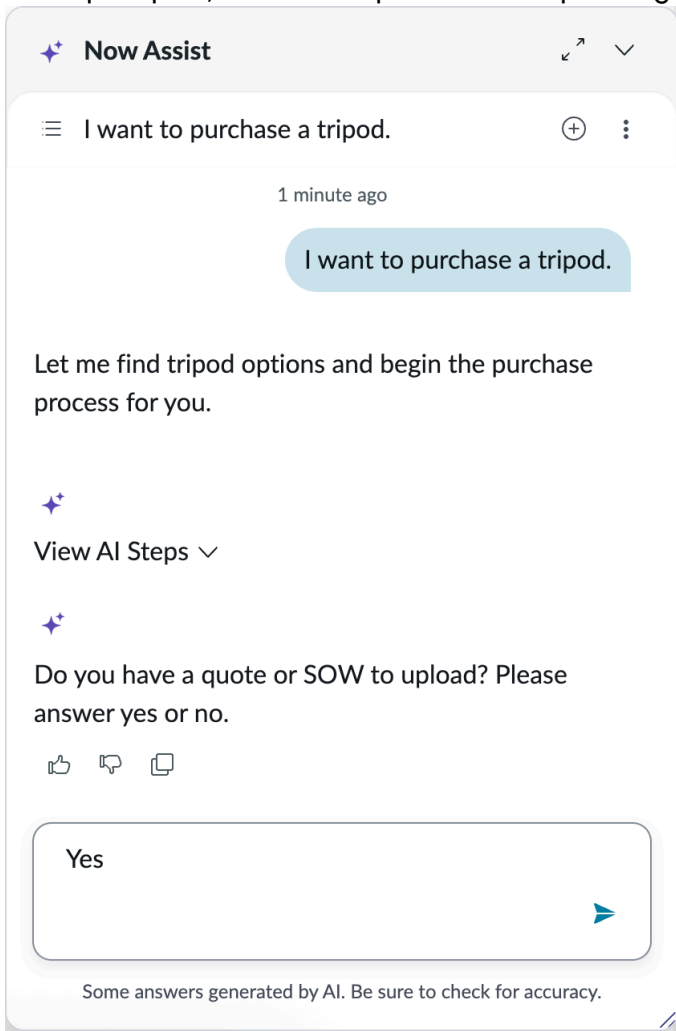 Now Assist
I want to purchase a tripod.
1 minute ago
I want to purchase a tripod.
Let me find tripod options and begin the purchase
process for you.
View AI Steps
Do you have a quote or SOW to upload? Please
answer yes or no.
Yes
Some answers generated by AI. Be sure to check for accuracy.